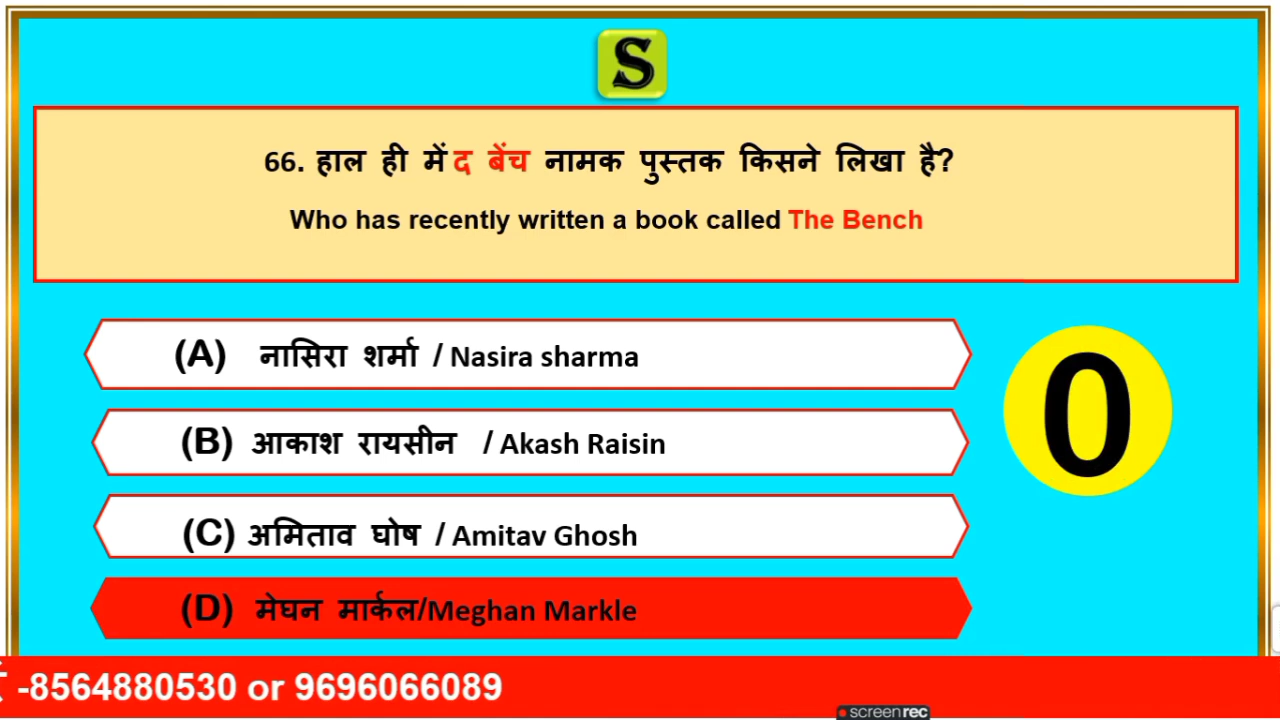 S
66. हाल ही में द बेंच नामक पुस्तक किसने लिखा है?
Who has recently written a book called The Bench
(A) नासिरा शर्मा / Nasira sharma
0
(B) आकाश रायसीन / Akash Raisin
(C) अमिताव घोष / Amitav Ghosh
(D) मेघन मार्कल/Meghan Markle
-8564880530 or 9696066089
screenrec